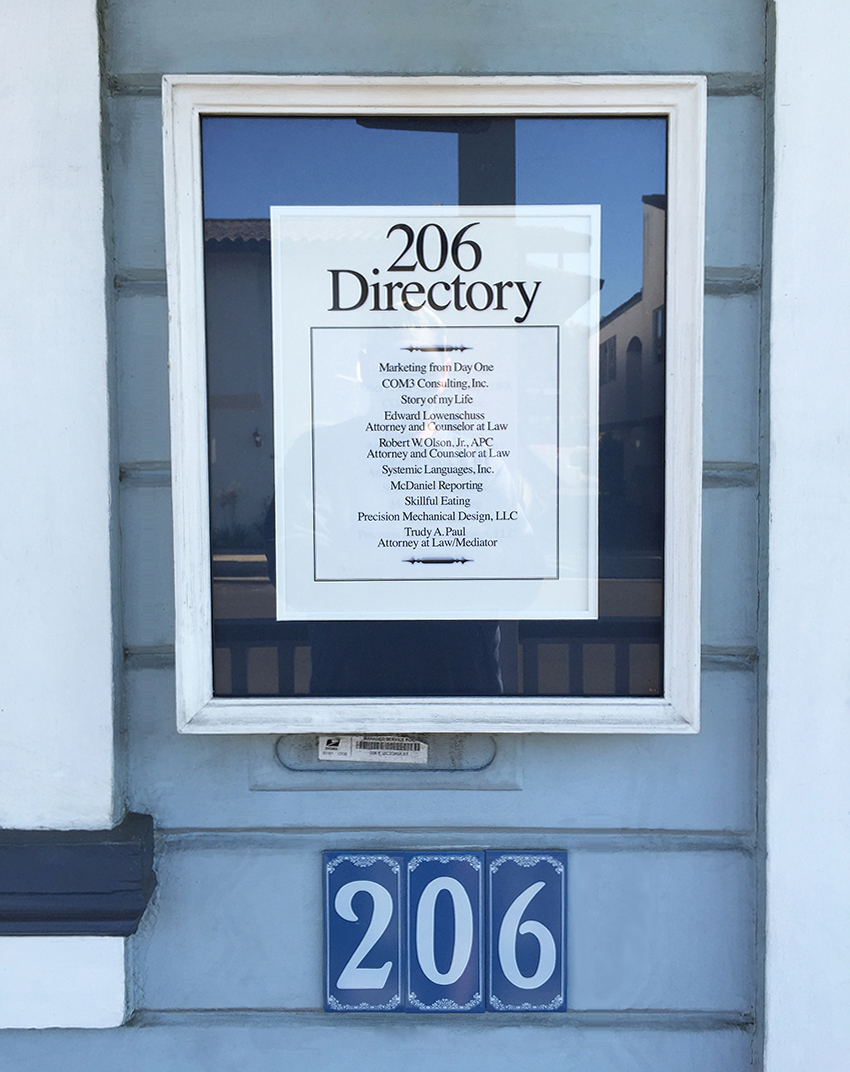 206
Directory
Marketing from Day One
COM3 Consulting, Inc.
Story of my Life
Edward Lowenschuss
Attorney and Counselor at Law
Robert W. Olson, Jr., APC
Attorney and Counselor at Law
Systemic Languages, Inc.
McDaniel Reporting
Skillful Eating
Precision Mechanical Design, LLC
Trudy A. Paul
Attorney at Law/Mediator
206